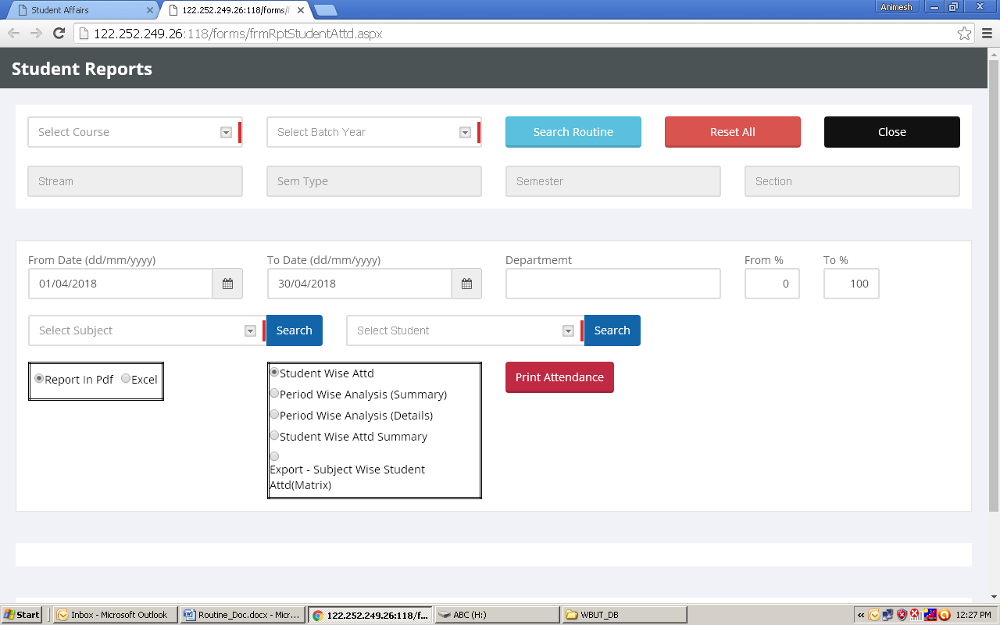 Student Affairs
122.252.249.26:118/forms/f
Animesh
122.252.249.26:118/forms/frmRptStudentAttd.aspx
Student Reports
Select Course
Select Batch Year
Search Routine
Reset All
Close
Stream
Sem Type
Semester
Section
From Date (dd/mm/yyyy)
To Date (dd/mm/yyyy)
Departmemt
From %
To %
01/04/2018
30/04/2018
0
100
Select Subject
Search
Select Student
Search
Report In Pdf
Excel
Student Wise Attd
Period Wise Analysis (Summary)
Period Wise Analysis (Details)
Student Wise Attd Summary
Export - Subject Wise Student
Attd(Matrix)
Print Attendance
Start
Inbox - Microsoft Outlook
Routine_Doc.docx - Micr...
122.252.249.26:118/f...
ABC (H:)
WBUT_DB
12:27 PM